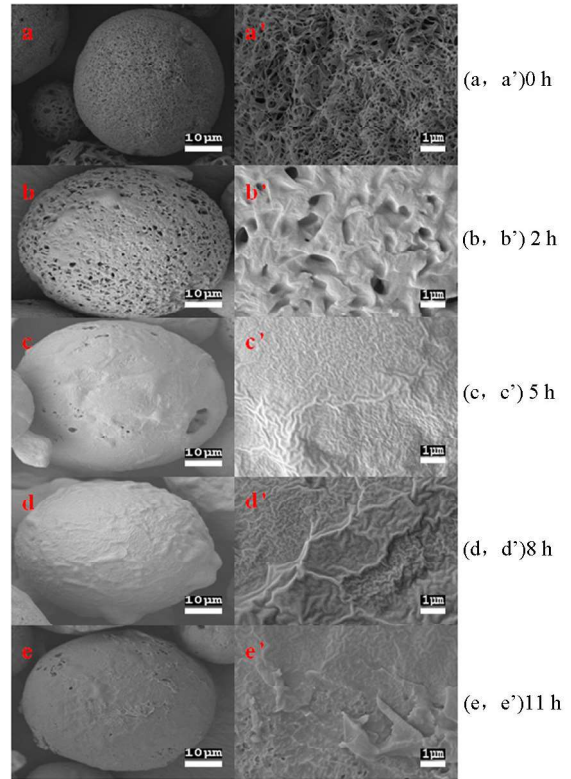 a a’
10μm 1μm
(a，a’)0 h
b b’
10μm 1μm
(b，b’) 2 h
c c’
10μm 1μm
(c，c’) 5 h
d d’
10μm 1μm
(d，d’)8 h
e e’
10μm 1μm
(e，e’)11 h